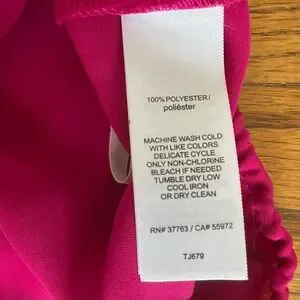 100% POLYESTER /
poliéster
MACHINE WASH COLD
WITH LIKE COLORS
DELICATE CYCLE
ONLY NON-CHLORINE
BLEACH IF NEEDED
TUMBLE DRY LOW
COOL IRON
OR DRY CLEAN
RN# 37763 / CA# 55972
TJ679